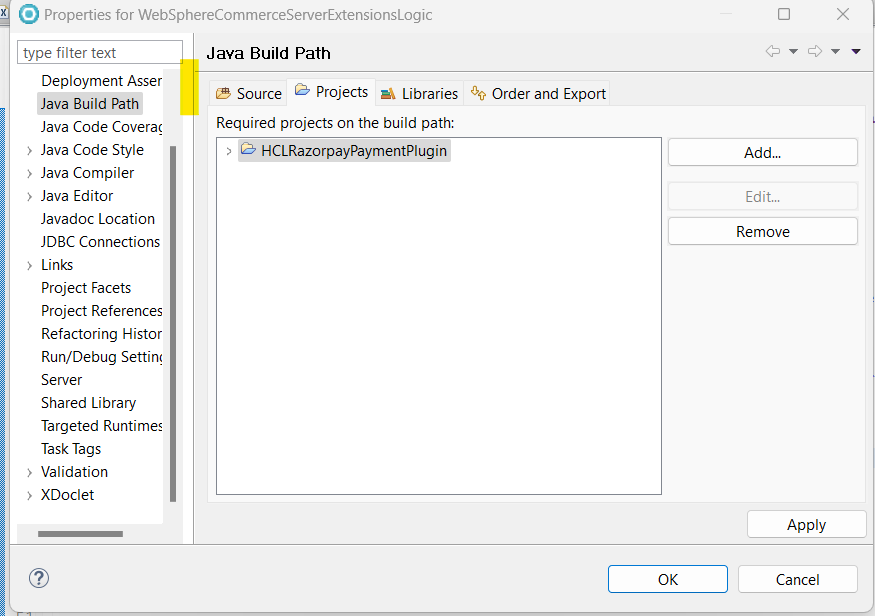 Properties for WebSphereCommerceServerExtensionsLogic
type filter text
Deployment Asser
Java Build Path
Java Code Coverag
Java Code Style
Java Compiler
Java Editor
Javadoc Location
JDBC Connections
Links
Project Facets
Project References
Refactoring Histor
Run/Debug Setting
Server
Shared Library
Targeted Runtimes
Task Tags
Validation
XDoclet
Java Build Path
Source Projects Libraries Order and Export
Required projects on the build path:
HCLRazorpayPaymentPlugin
Add...
Edit...
Remove
Apply
?
OK Cancel